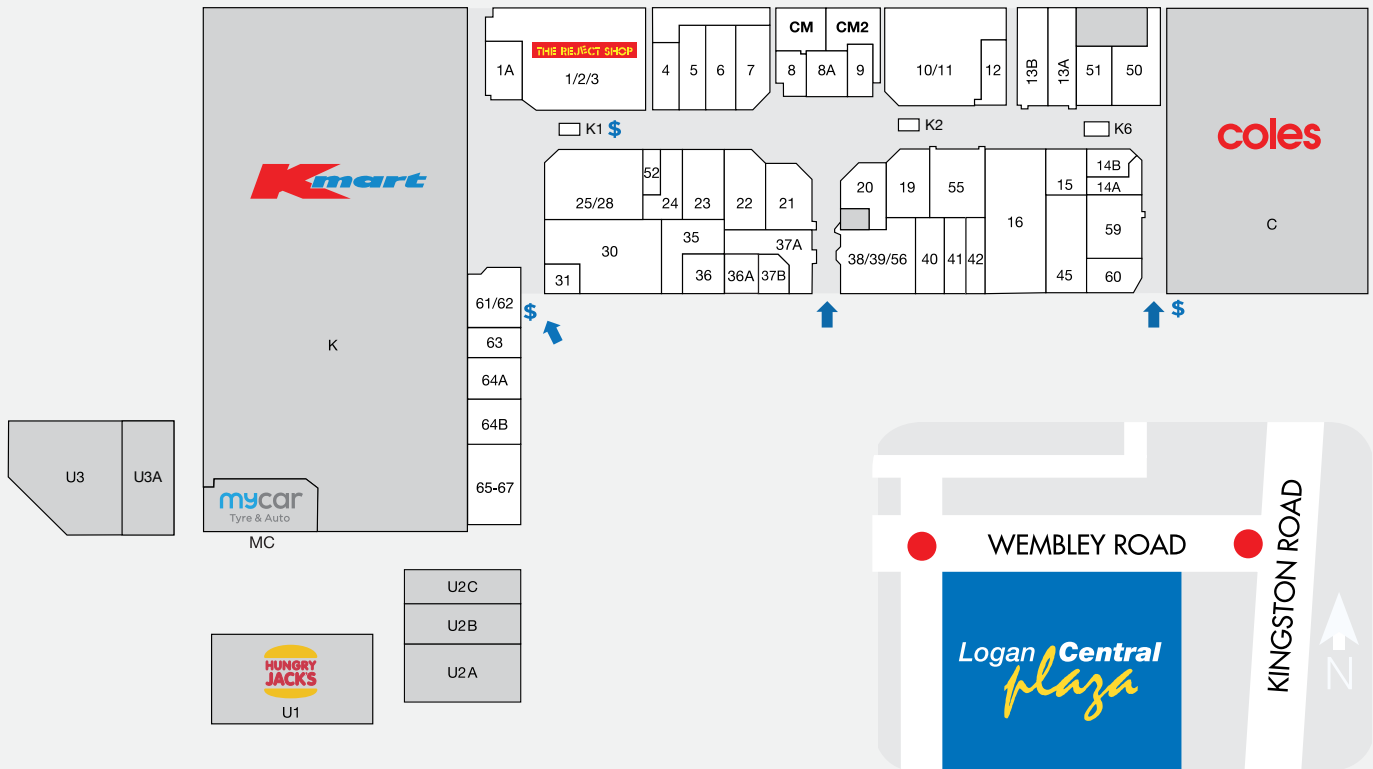 CM
CM2
THE REJECT SHOP
1A
1/2/3
4
5
6
7
8
8A
9
10/11
12
13B
13A
51
50
K1 $
K2
K6
coles
C
Kmart
K
52
25/28
24
23
22
21
20
19
55
16
15
14B
14A
30
35
37A
31
36
36A
37B
38/39/56
40
41
42
45
59
60
61/62
$
$
63
64A
64B
65-67
U3
U3A
mycar
Tyre & Auto
MC
U2C
U2B
U2A
HUNGRY
JACK'S
U1
WEMBLEY ROAD
KINGSTON ROAD
Logan Central
plaza
N